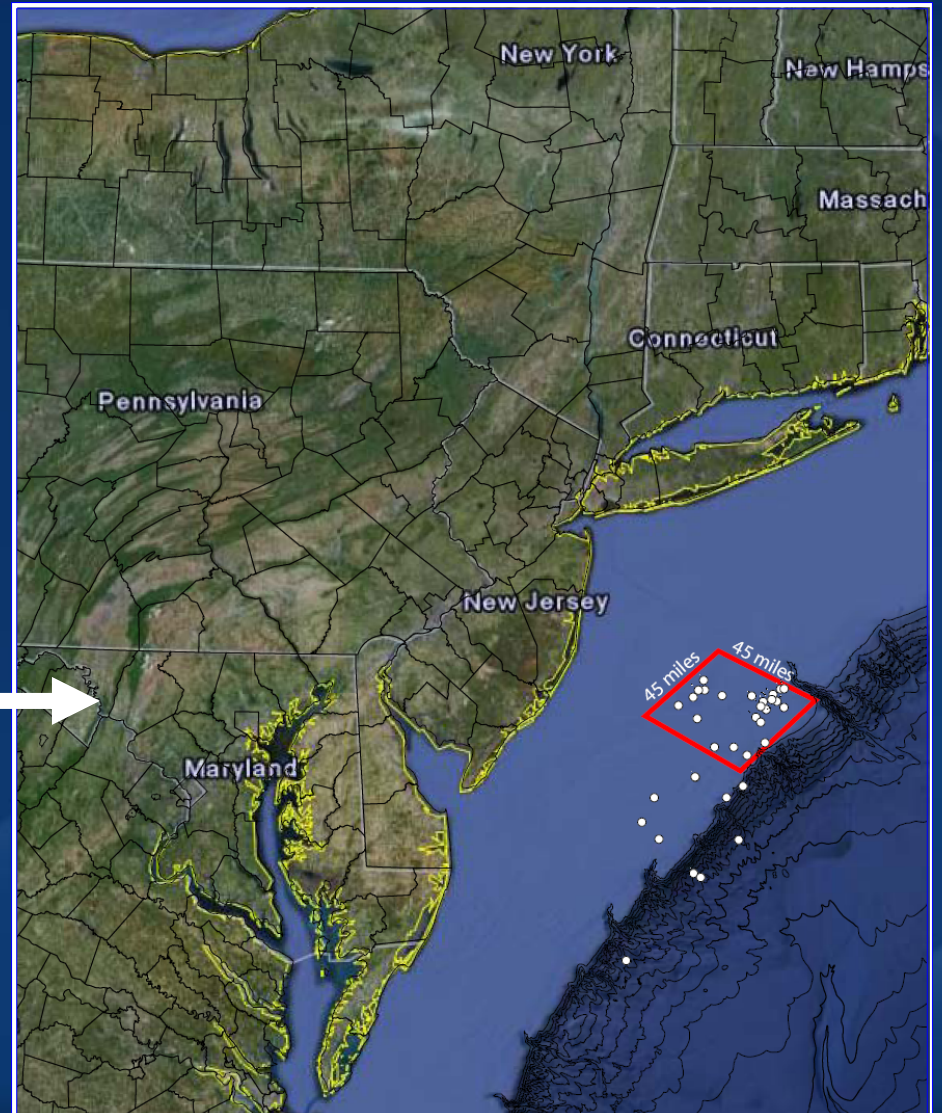 New York
New Hamps
Massach
Connecticut
Pennsylvania
New Jersey
45 miles
45 miles
Maryland